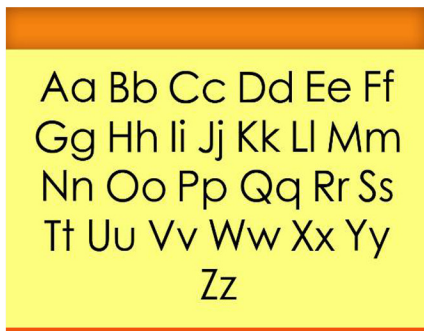 Aa Bb Cc Dd Ee Ff
Gg Hh Ii Jj Kk Ll Mm
Nn Oo Pp Qq Rr Ss
Tt Uu Vv Ww Xx Yy
Zz